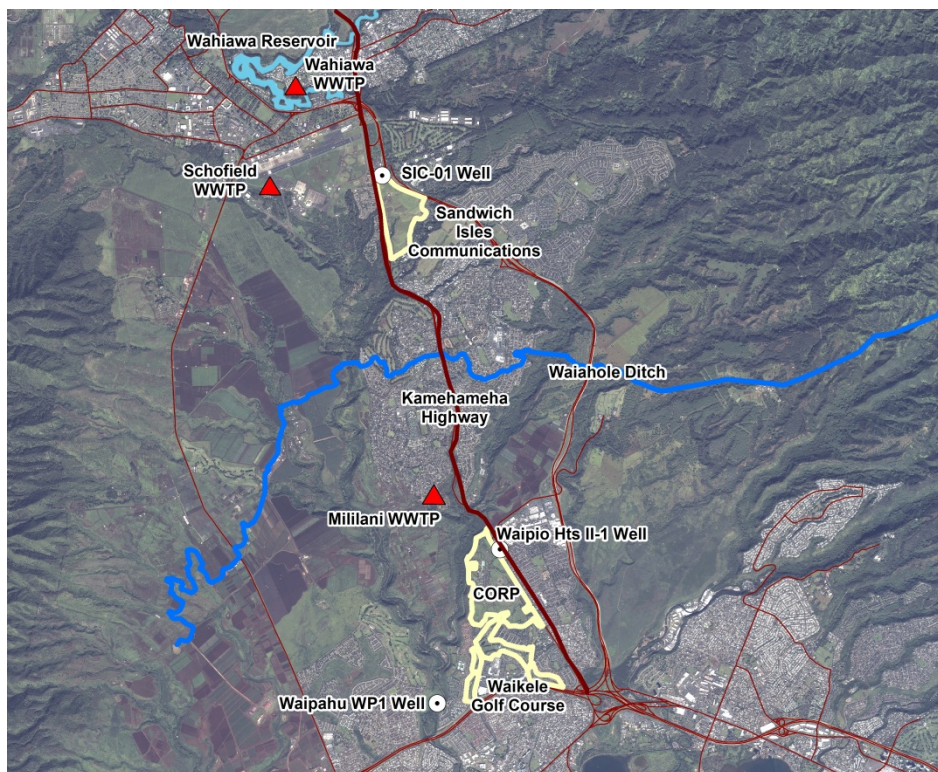 Wahiawa Reservoir
Wahiawa
WWTP
SIC-01 Well
Schofield
WWTP
Sandwich
Isles
Communications
Waiahole Ditch
Kamehameha
Highway
Mililani WWTP
Waipio Hts II-1 Well
CORP
Waipahu WP1 Well
Waikele
Golf Course